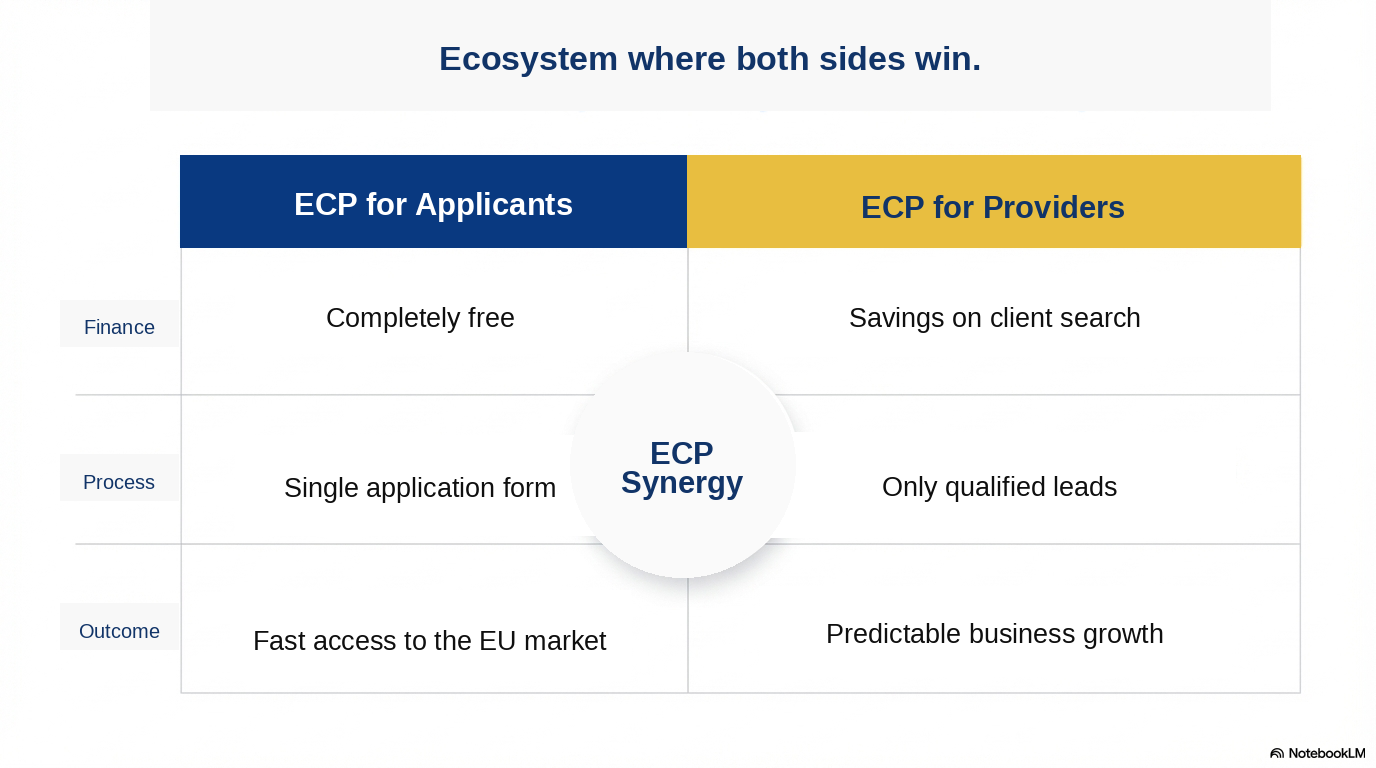 Ecosystem where both sides win.
ECP for Applicants
ECP for Providers
Finance
Completely free
Savings on client search
Process
Single application form
ECP
Synergy
Only qualified leads
Outcome
Fast access to the EU market
Predictable business growth
NotebookLM